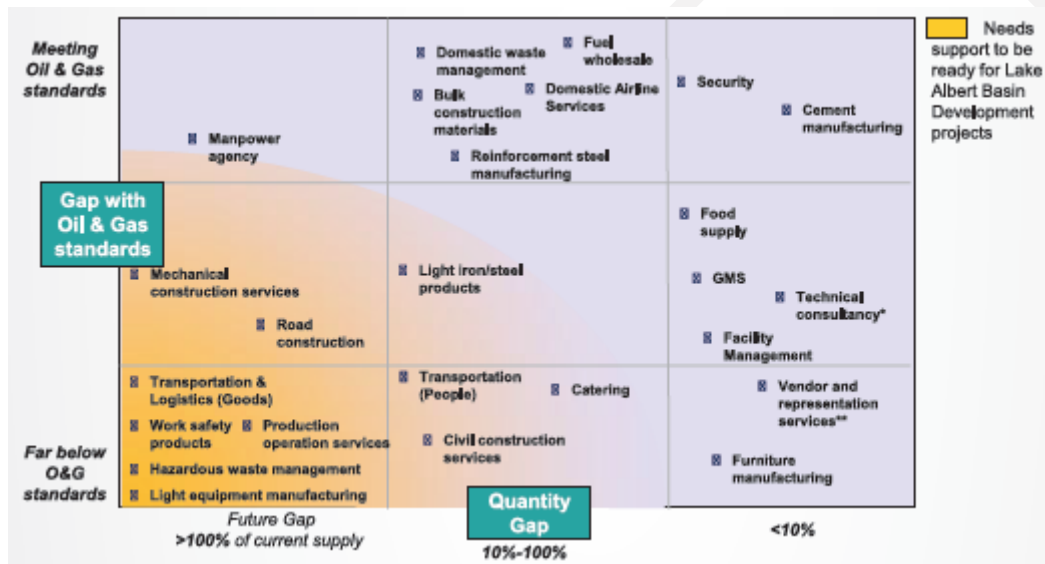 Meeting
Oil & Gas
standards
Domestic waste
management
Fuel
wholesale
Bulk
construction
materials
Domestic Airline
Services
Security
Cement
manufacturing
Manpower
agency
Reinforcement steel
manufacturing
Needs
support to be
ready for Lake
Albert Basin
Development
projects
Gap with
Oil & Gas
standards
Food
supply
Mechanical
construction services
Light iron/steel
products
GMS
Technical
consultancy*
Road
construction
Facility
Management
Transportation &
Logistics (Goods)
Transportation
(People)
Catering
Vendor and
representation
services**
Work safety
products
Production
operation services
Civil construction
services
Far below
O&G
standards
Hazardous waste management
Furniture
manufacturing
Light equipment manufacturing
Quantity
Gap
Future Gap
>100% of current supply
10%-100%
<10%